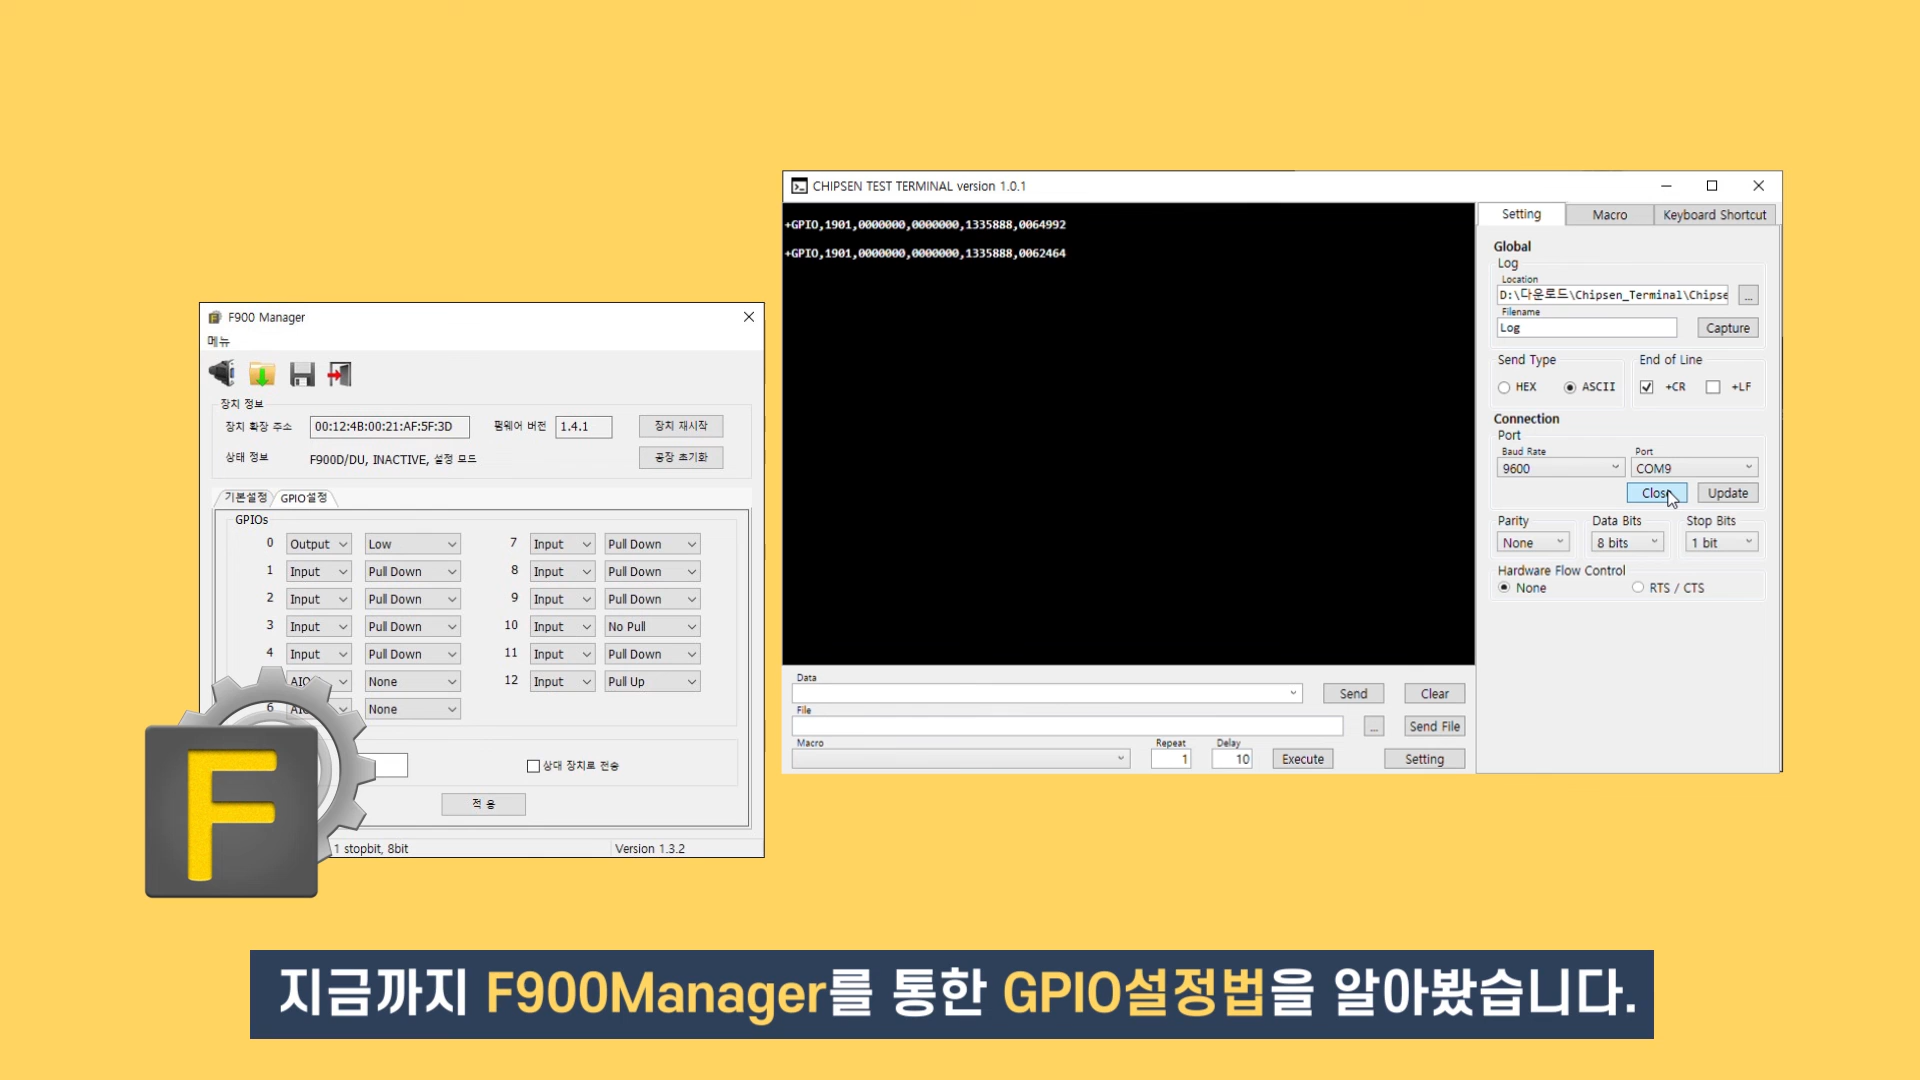 CHIPSEN TEST TERMINAL version 1.0.1
+GPIO,1901,0000000,0000000,1335888,0064992
+GPIO,1901,0000000,0000000,1335888,0062464
Setting Macro Keyboard Shortcut
Global
Log
Location
D:\다운로드\Chipsen_Terminal\Chipse ...
Filename
Log Capture
Send Type End of Line
HEX ASCII +CR +LF
Connection
Port
Baud Rate Port
9600 COM9
Update
Parity Data Bits Stop Bits
None 8 bits 1 bit
Hardware Flow Control
None RTS / CTS
Data
Send Clear
File
... Send File
Macro Repeat Delay
1 10 Execute Setting
F900 Manager
메뉴
장치 정보
장치 확장 주소 00:12:4B:00:21:AF:5F:3D 펌웨어 버전 1.4.1 장치 재시작
상태 정보 F900D/DU, INACTIVE, 설정 모드 공장 초기화
기본설정 GPIO설정
GPIOs
0 Output Low 7 Input Pull Down
1 Input Pull Down 8 Input Pull Down
2 Input Pull Down 9 Input Pull Down
3 Input Pull Down 10 Input No Pull
4 Input Pull Down 11 Input Pull Down
None 12 Input Pull Up
6 None
상대 장치로 전송
적 용
1 stopbit, 8bit Version 1.3.2
F
지금까지 F900Manager를 통한 GPIO설정법을 알아봤습니다.